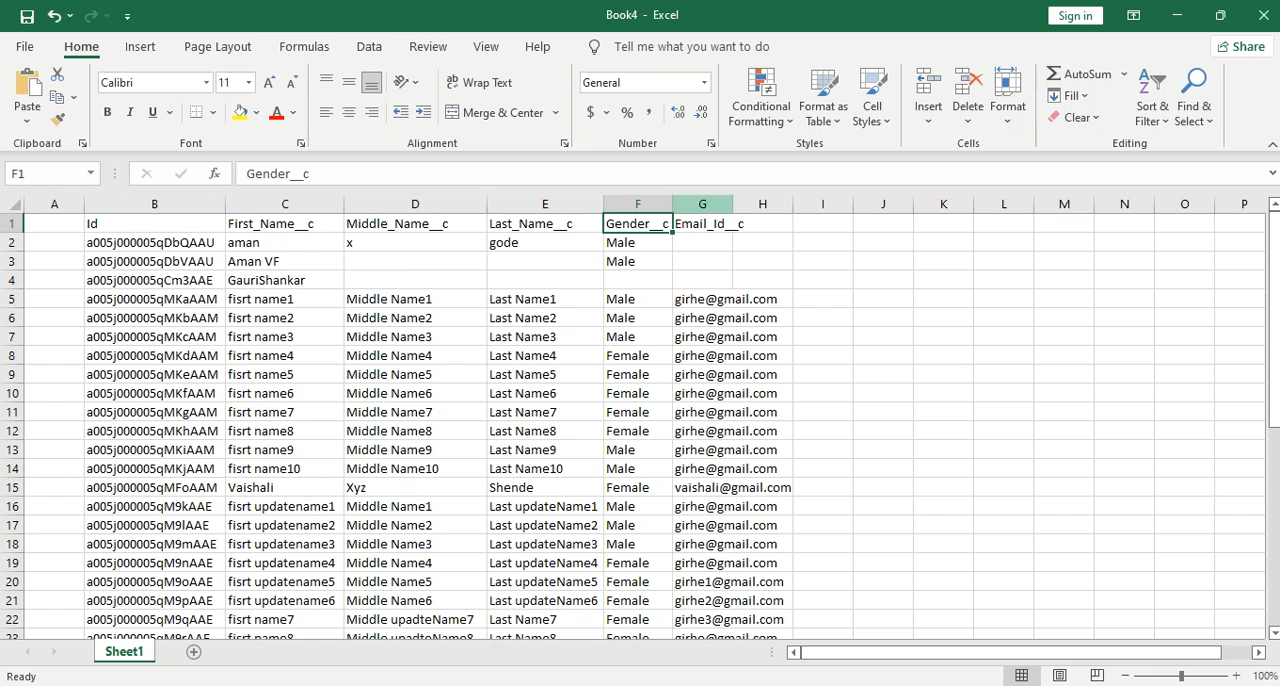 Book4 - Excel
Sign in
File Home Insert Page Layout Formulas Data Review View Help Tell me what you want to do Share
Paste
Clipboard
Calibri 11
B I U
Font
Wrap Text
Merge & Center
Alignment
General
$ % ,
Number
Conditional Formatting
Format as Table
Cell Styles
Styles
Insert Delete Format
Cells
AutoSum
Fill
Clear
Sort & Filter
Find & Select
Editing
F1 fx Gender__c
A B C D E F G H I J K L M N O P
1 Id First_Name__c Middle_Name__c Last_Name__c Gender__c Email_Id__c
2 a005j000005qDbQAAU aman x gode Male
3 a005j000005qDbVAAU Aman VF Male
4 a005j000005qCm3AAE GauriShankar
5 a005j000005qMKaAAM fisrt name1 Middle Name1 Last Name1 Male girhe@gmail.com
6 a005j000005qMKbAAM fisrt name2 Middle Name2 Last Name2 Male girhe@gmail.com
7 a005j000005qMKcAAM fisrt name3 Middle Name3 Last Name3 Male girhe@gmail.com
8 a005j000005qMKdAAM fisrt name4 Middle Name4 Last Name4 Female girhe@gmail.com
9 a005j000005qMKeAAM fisrt name5 Middle Name5 Last Name5 Female girhe@gmail.com
10 a005j000005qMKfAAM fisrt name6 Middle Name6 Last Name6 Female girhe@gmail.com
11 a005j000005qMKgAAM fisrt name7 Middle Name7 Last Name7 Female girhe@gmail.com
12 a005j000005qMKhAAM fisrt name8 Middle Name8 Last Name8 Female girhe@gmail.com
13 a005j000005qMKiAAM fisrt name9 Middle Name9 Last Name9 Male girhe@gmail.com
14 a005j000005qMKjAAM fisrt name10 Middle Name10 Last Name10 Male girhe@gmail.com
15 a005j000005qMFoAAM Vaishali Xyz Shende Female vaishali@gmail.com
16 a005j000005qM9kAAE fisrt updatename1 Middle Name1 Last updateName1 Male girhe@gmail.com
17 a005j000005qM9lAAE fisrt updatename2 Middle Name2 Last updateName2 Male girhe@gmail.com
18 a005j000005qM9mAAE fisrt updatename3 Middle Name3 Last updateName3 Male girhe@gmail.com
19 a005j000005qM9nAAE fisrt updatename4 Middle Name4 Last updateName4 Female girhe@gmail.com
20 a005j000005qM9oAAE fisrt updatename5 Middle Name5 Last updateName5 Female girhe1@gmail.com
21 a005j000005qM9pAAE fisrt updatename6 Middle Name6 Last updateName6 Female girhe2@gmail.com
22 a005j000005qM9qAAE fisrt name7 Middle upadteName7 Last Name7 Female girhe3@gmail.com
23 a005j000005qM9rAAE fisrt name8 Middle upadteName8 Last Name8 Female girhe@gmail.com
Sheet1
Ready 100%